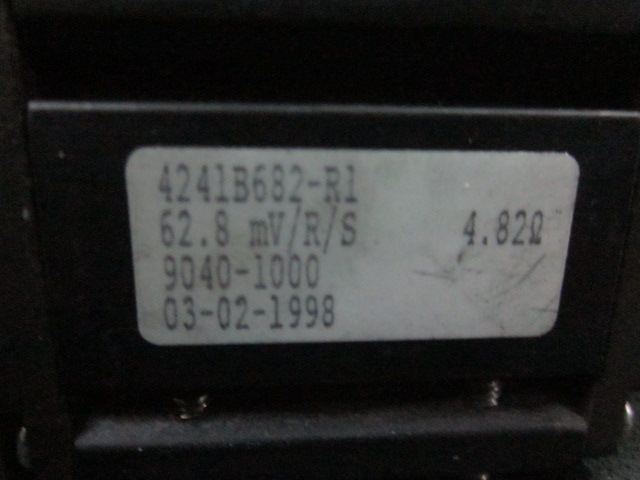 4241B682-R1
62.8 mV/R/S 4.82Ω
9040-1000
03-02-1998